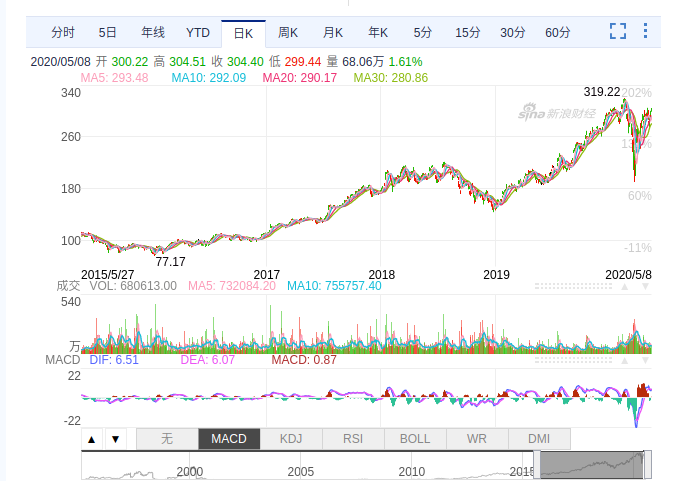 分时 5日 年线 YTD 日K 周K 月K 年K 5分 15分 30分 60分
2020/05/08 开 300.22 高 304.51 收 304.40 低 299.44 量 68.06万 1.61%
MA5: 293.48 MA10: 292.09 MA20: 290.17 MA30: 280.86
340 319.22 202%
sina 新浪财经
260
180 60%
100 -11%
77.17
2015/5/27 2017 2018 2019 2020/5/8
成交 VOL: 680613.00 MA5: 732084.20 MA10: 755757.40
540
万
MACD DIF: 6.51 DEA: 6.07 MACD: 0.87
22
-22
无 MACD KDJ RSI BOLL WR DMI
2000 2005 2010 2015